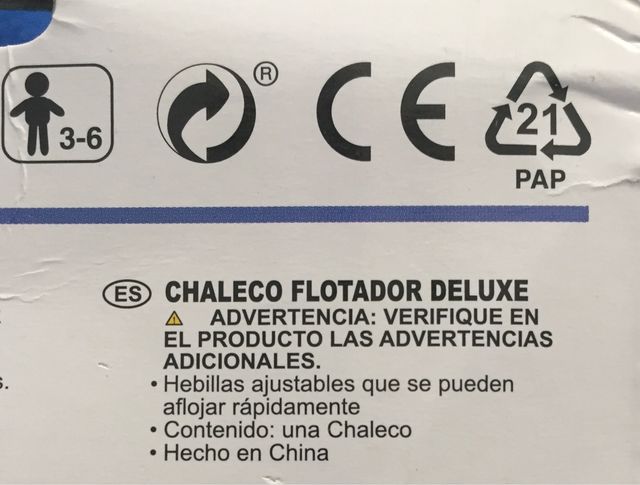 3-6
®
CE
21
PAP
ES CHALECO FLOTADOR DELUXE
ADVERTENCIA: VERIFIQUE EN
EL PRODUCTO LAS ADVERTENCIAS
ADICIONALES.
• Hebillas ajustables que se pueden
aflojar rápidamente
• Contenido: una Chaleco
• Hecho en China